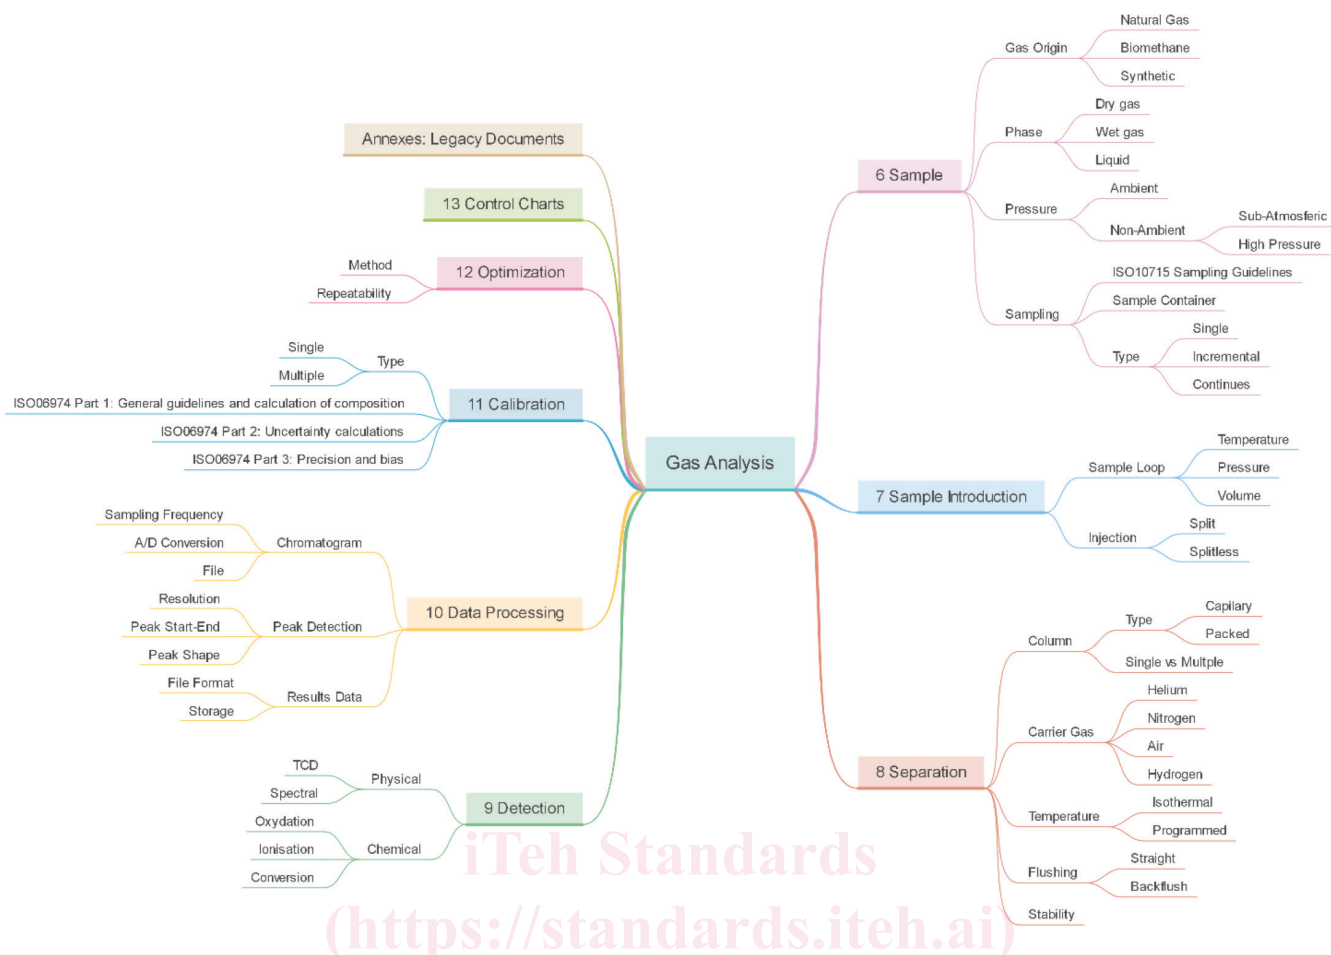 Gas Analysis
6 Sample
Gas Origin
Natural Gas
Biomethane
Synthetic
Phase
Dry gas
Wet gas
Liquid
Pressure
Ambient
Non-Ambient
Sub-Atmosferic
High Pressure
Sampling
ISO10715 Sampling Guidelines
Sample Container
Type
Single
Incremental
Continues
7 Sample Introduction
Sample Loop
Temperature
Pressure
Volume
Injection
Split
Splitless
8 Separation
Column
Type
Capilary
Packed
Single vs Multple
Carrier Gas
Helium
Nitrogen
Air
Hydrogen
Temperature
Isothermal
Programmed
Flushing
Straight
Backflush
Stability
9 Detection
Physical
TCD
Spectral
Chemical
Oxydation
Ionisation
Conversion
10 Data Processing
Chromatogram
Sampling Frequency
A/D Conversion
File
Peak Detection
Resolution
Peak Start-End
Peak Shape
Results Data
File Format
Storage
11 Calibration
Type
Single
Multiple
ISO06974 Part 1: General guidelines and calculation of composition
ISO06974 Part 2: Uncertainty calculations
ISO06974 Part 3: Precision and bias
12 Optimization
Method
Repeatability
13 Control Charts
Annexes: Legacy Documents
iTeh Standards
(https://standards.iteh.ai)